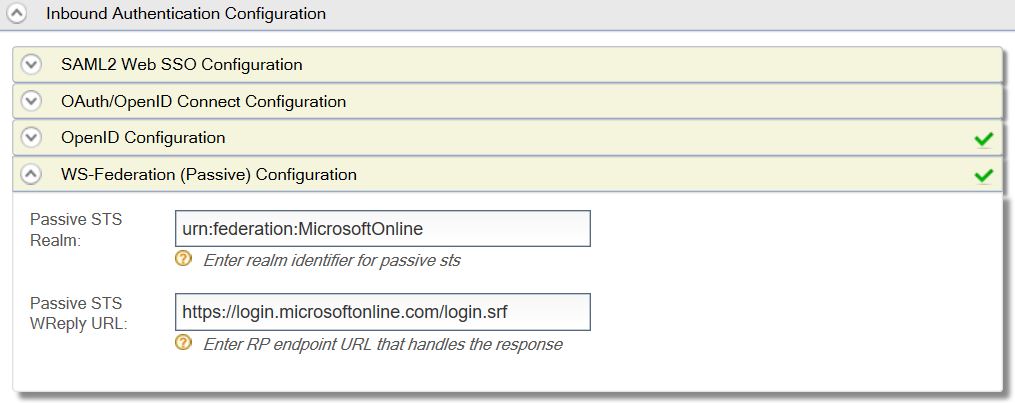 Inbound Authentication Configuration
SAML2 Web SSO Configuration
OAuth/OpenID Connect Configuration
OpenID Configuration
WS-Federation (Passive) Configuration
Passive STS
Realm:
urn:federation:MicrosoftOnline
Enter realm identifier for passive sts
Passive STS
WReply URL:
https://login.microsoftonline.com/login.srf
Enter RP endpoint URL that handles the response